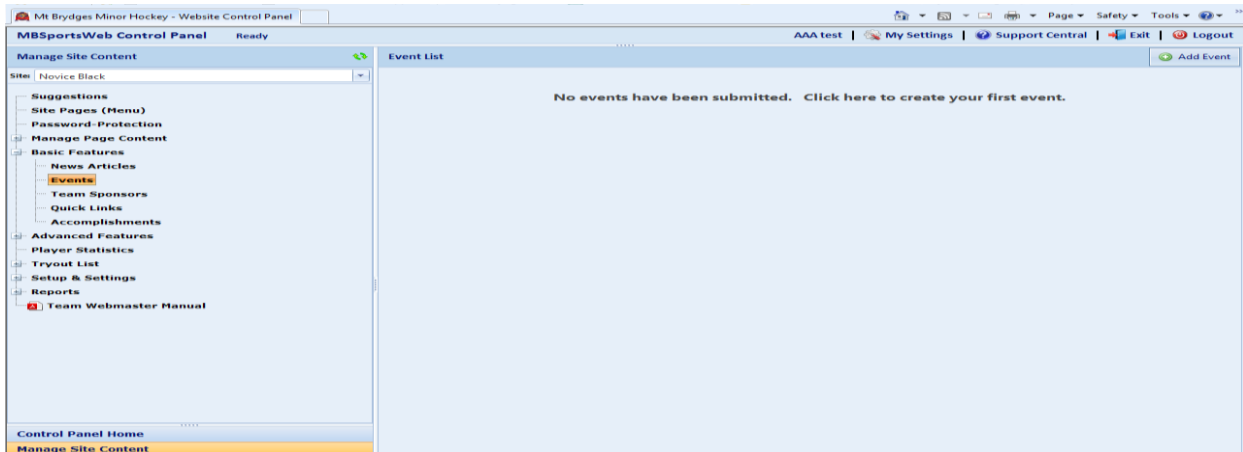 Mt Brydges Minor Hockey - Website Control Panel
Page Safety Tools
MBSportsWeb Control Panel Ready AAA test | My Settings | Support Central | Exit | Logout
Manage Site Content
Event List
Add Event
Site: Novice Black
No events have been submitted. Click here to create your first event.
Suggestions
Site Pages (Menu)
Password-Protection
Manage Page Content
Basic Features
News Articles
Events
Team Sponsors
Quick Links
Accomplishments
Advanced Features
Player Statistics
Tryout List
Setup & Settings
Reports
Team Webmaster Manual
Control Panel Home
Manage Site Content